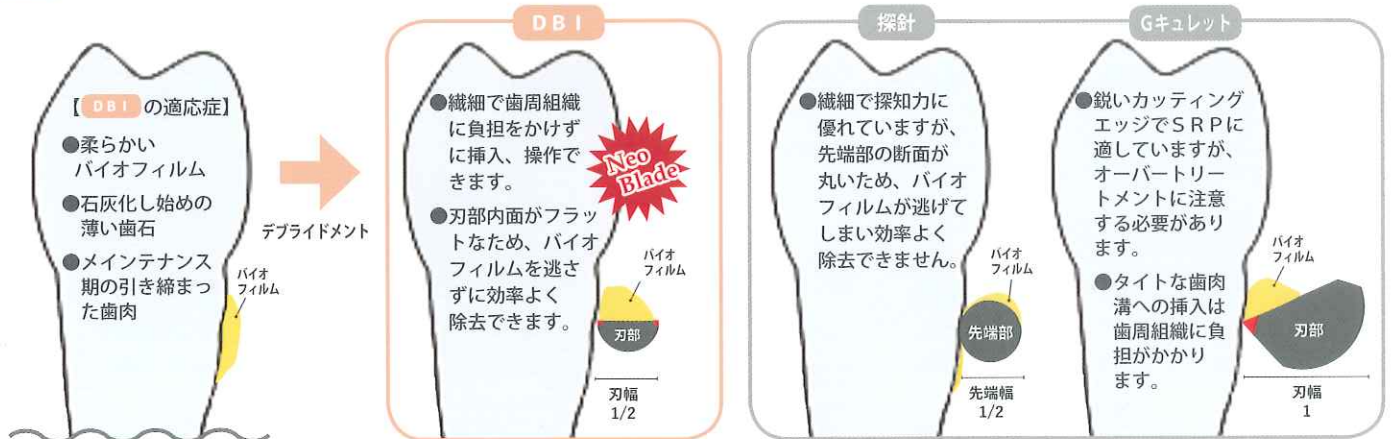 【DBIの適応症】
●柔らかい
バイオフィルム
●石灰化し始めの
薄い歯石
●メインテナンス
期の引き締まっ
た歯肉
バイオ
フィルム
デブライドメント
DBI
●繊細で歯周組織
に負担をかけず
に挿入、操作で
きます。
●刃部内面がフラッ
トなため、バイオ
フィルムを逃さ
ずに効率よく
除去できます。
Neo
Blade
バイオ
フィルム
刃部
刃幅
1/2
探針
●繊細で探知力に
優れていますが、
先端部の断面が
丸いため、バイオ
フィルムが逃げて
しまい効率よく
除去できません。
バイオ
フィルム
先端部
先端幅
1/2
Gキュレット
●鋭いカッティング
エッジでSRPに
適していますが、
オーバートリー
トメントに注意
する必要があり
ます。
●タイトな歯肉
溝への挿入は
歯周組織に負
担がかかり
ます。
バイオ
フィルム
刃部
刃幅
1